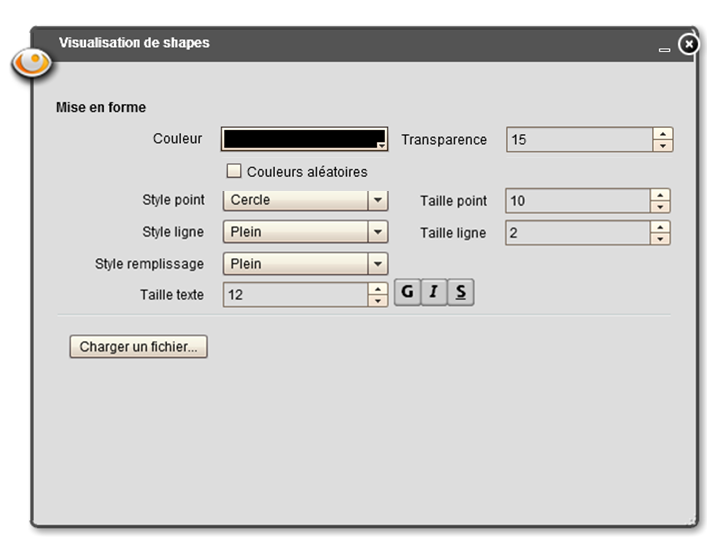 Visualisation de shapes
Mise en forme
Couleur
Transparence 15
Couleurs aléatoires
Style point Cercle Taille point 10
Style ligne Plein Taille ligne 2
Style remplissage Plein
Taille texte 12 G I S
Charger un fichier...